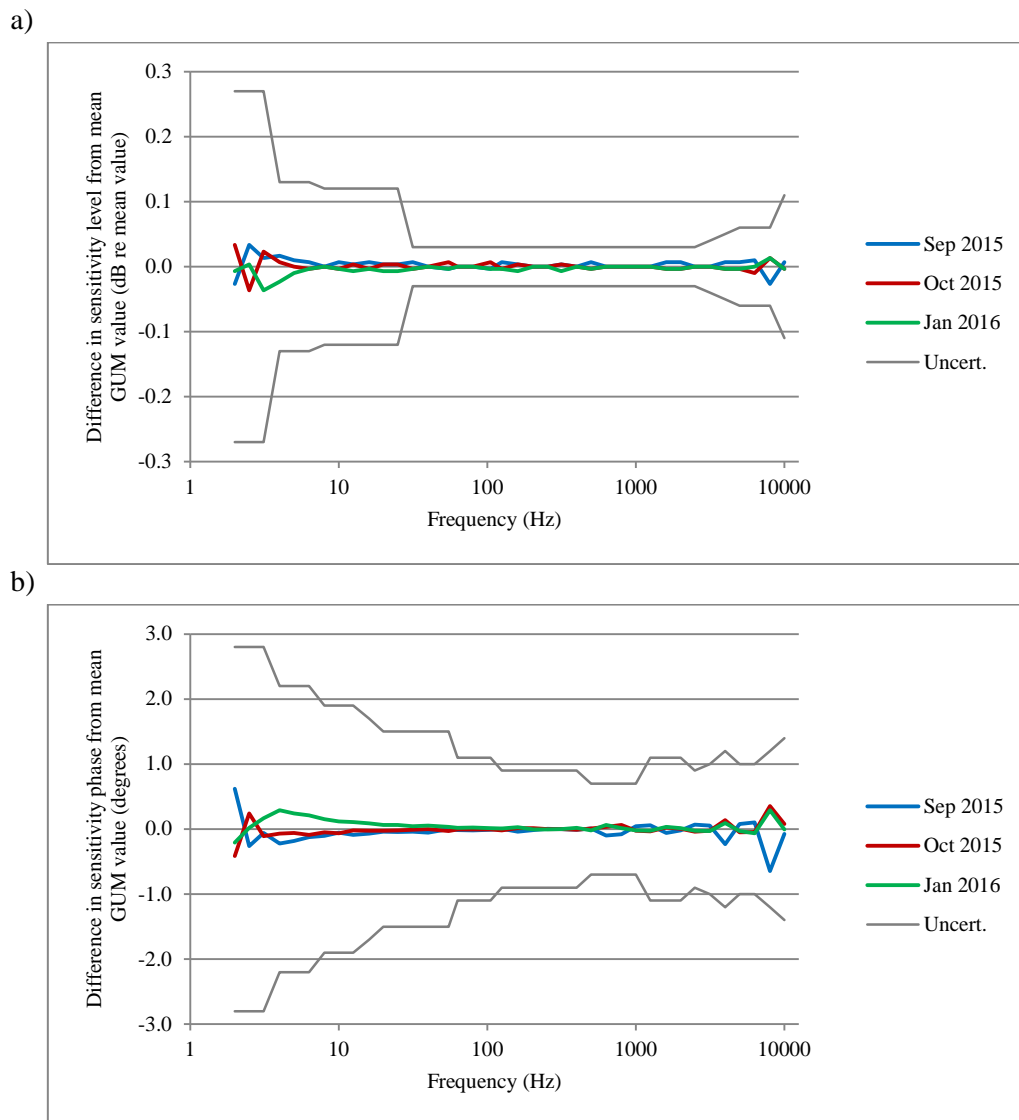 a)
Difference in sensitivity level from mean
GUM value (dB re mean value)
0.3
0.2
0.1
0.0
-0.1
-0.2
-0.3
1
10
100
1000
10000
Frequency (Hz)
Sep 2015
Oct 2015
Jan 2016
Uncert.
b)
Difference in sensitivity phase from mean
GUM value (degrees)
3.0
2.0
1.0
0.0
-1.0
-2.0
-3.0
1
10
100
1000
10000
Frequency (Hz)
Sep 2015
Oct 2015
Jan 2016
Uncert.